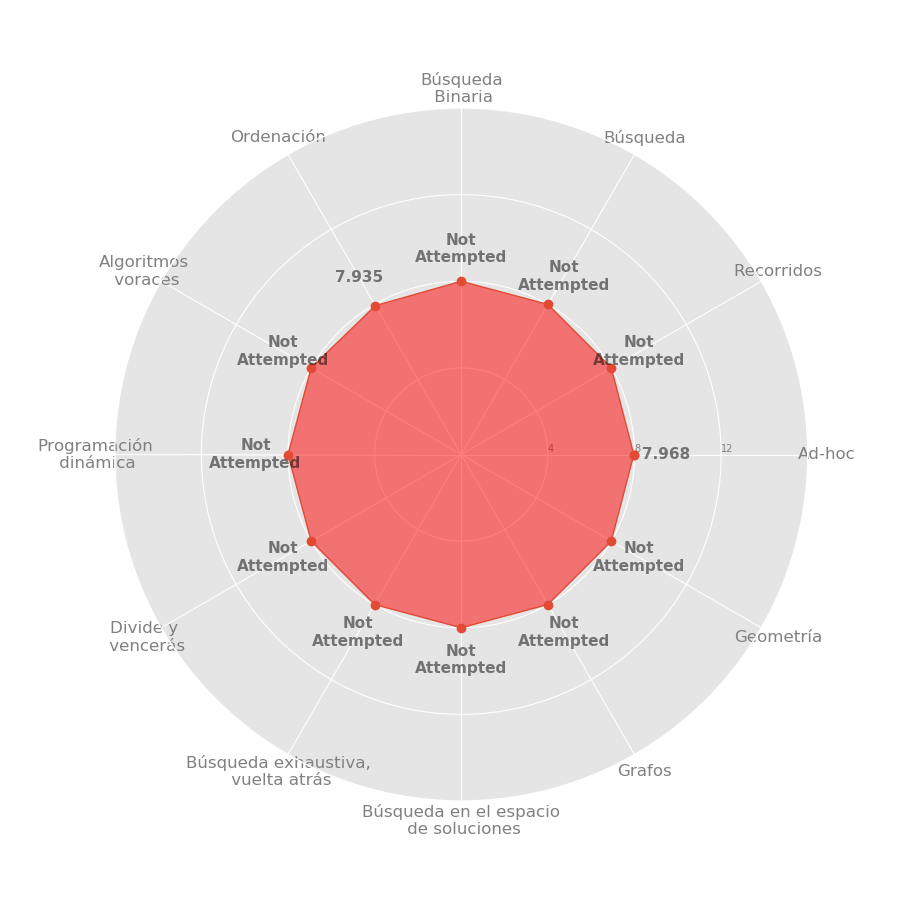 Búsqueda
Binaria
Ordenación
Búsqueda
Not
Attempted
Not
Attempted
7.935
Algoritmos
voraces
Recorridos
Not
Attempted
Not
Attempted
Programación
dinámica
Not
Attempted
4
8
12
7.968
Ad-hoc
Not
Attempted
Not
Attempted
Divide y
vencerás
Not
Attempted
Not
Attempted
Not
Attempted
Geometría
Búsqueda exhaustiva,
vuelta atrás
Grafos
Búsqueda en el espacio
de soluciones